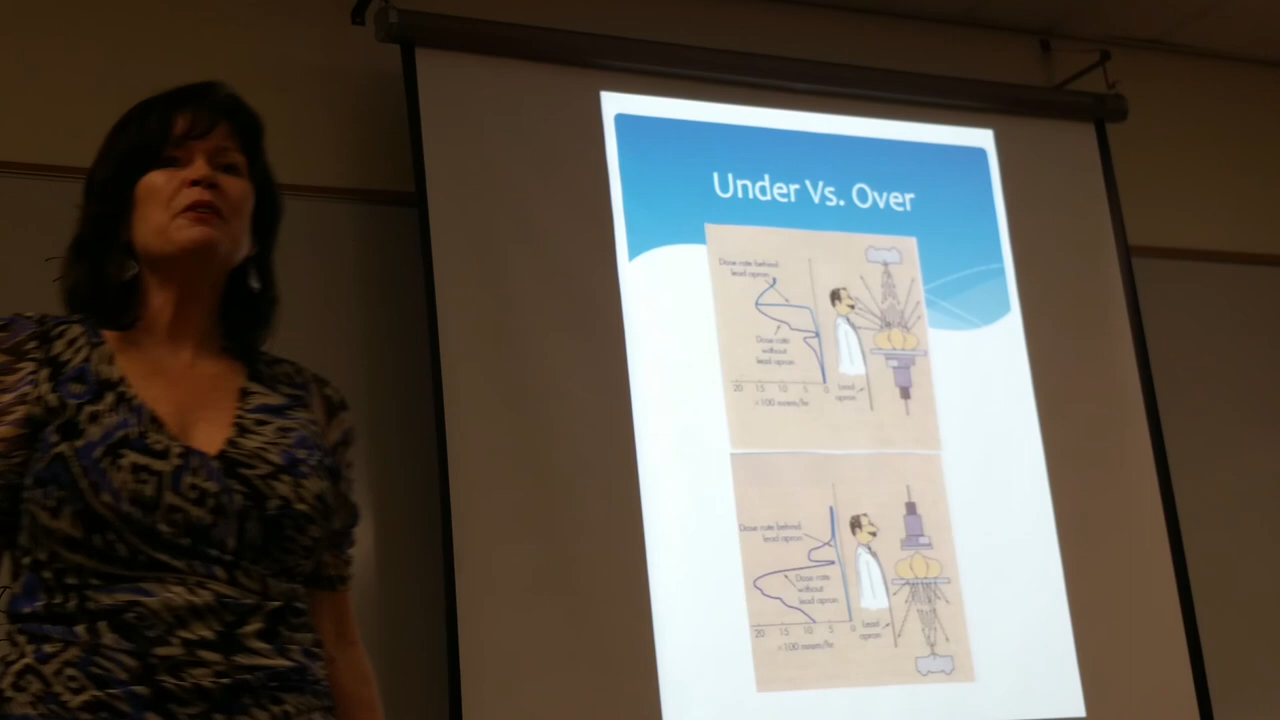 Under Vs. Over
Dose rate behind
lead apron
Dose rate
without
lead apron
20 15 10 5 0
×100 mrem/hr
Lead
apron
Dose rate behind
lead apron
Dose rate
without
lead apron
20 15 10 5 0
×100 mrem/hr
Lead
apron